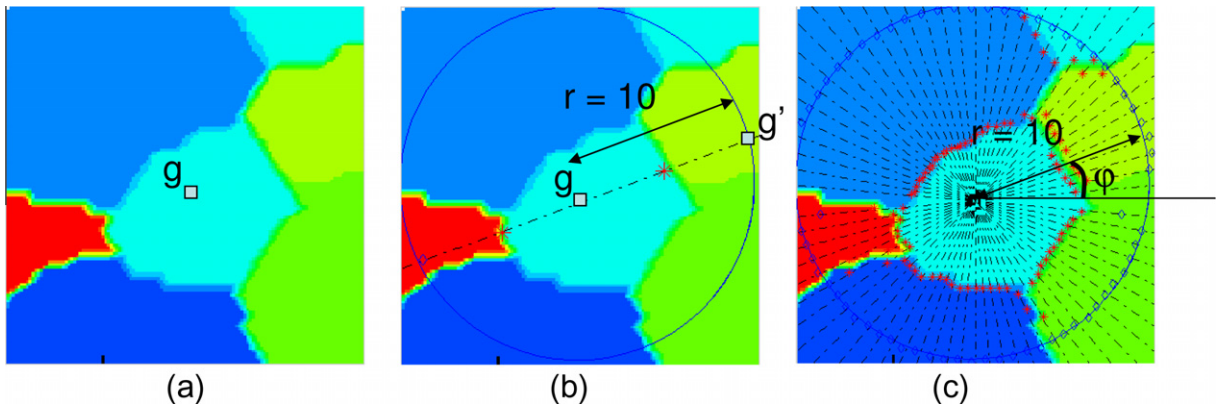 g
(a)
r = 10
g'
g
(b)
r = 10
φ
(c)